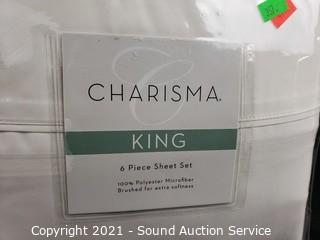 CHARISMA®
KING
6 Piece Sheet Set
100% Polyester Microfiber
Brushed for extra softness
Copyright 2021 - Sound Auction Service